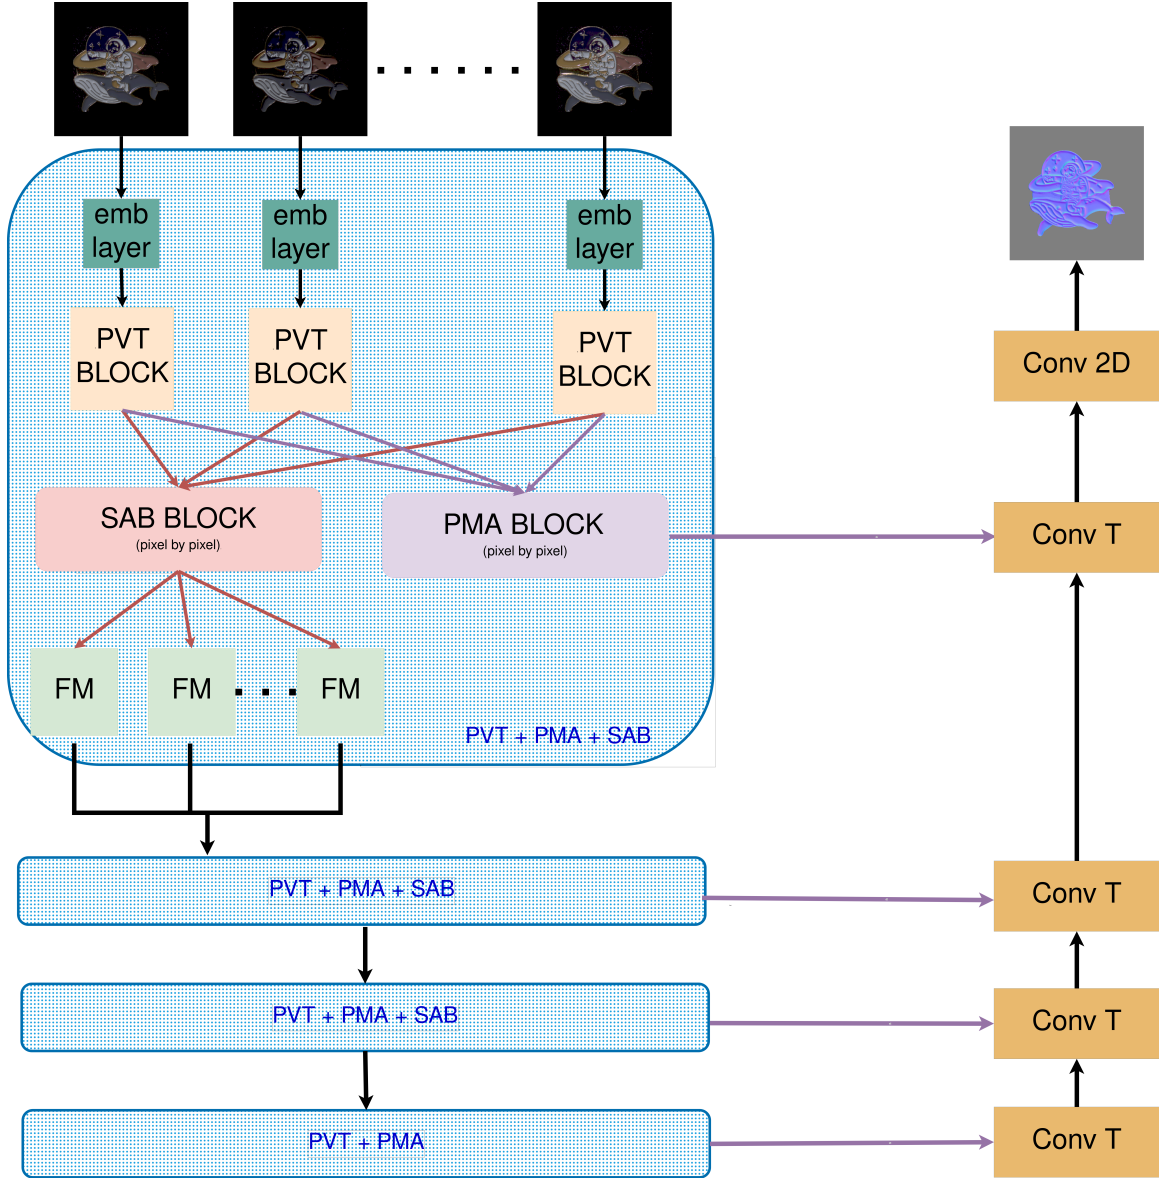 emb
layer
emb
layer
emb
layer
PVT
BLOCK
PVT
BLOCK
PVT
BLOCK
SAB BLOCK
(pixel by pixel)
PMA BLOCK
(pixel by pixel)
FM
FM
FM
PVT + PMA + SAB
PVT + PMA + SAB
PVT + PMA + SAB
PVT + PMA
Conv 2D
Conv T
Conv T
Conv T
Conv T